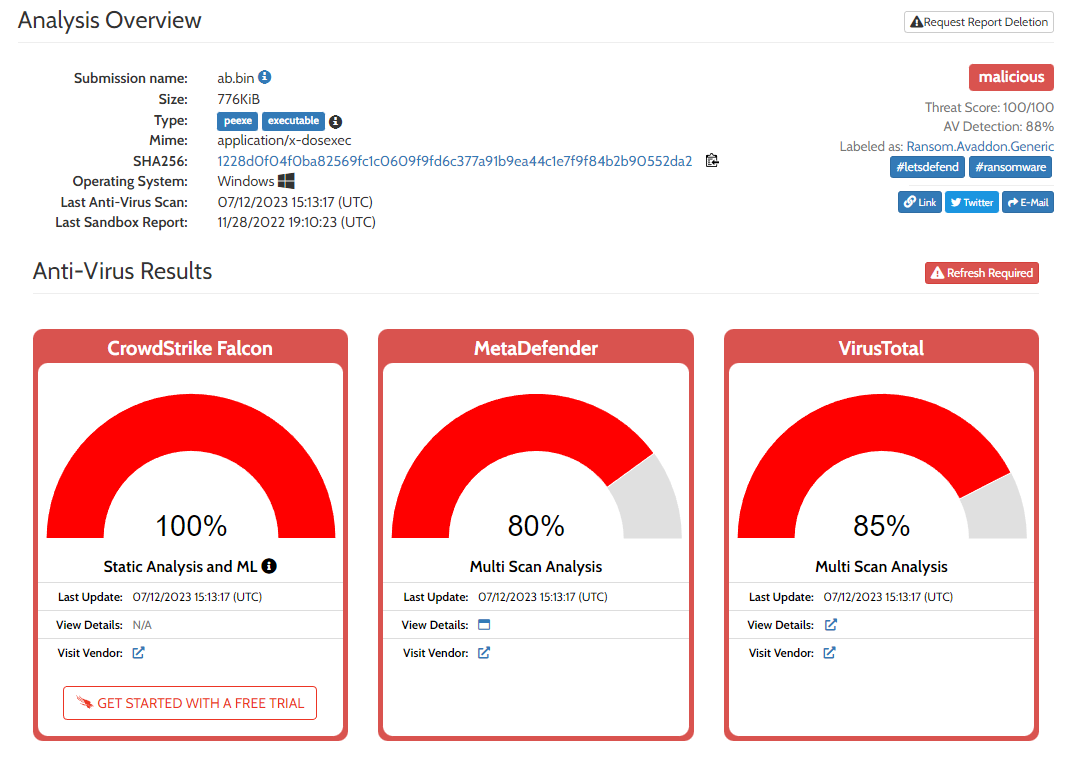 Analysis Overview
Request Report Deletion
Submission name: ab.bin
Size: 776KiB
Type: peexe executable
Mime: application/x-dosexec
SHA256: 1228d0f04f0ba82569fc1c0609f9fd6c377a91b9ea44c1e7f9f84b2b90552da2
Operating System: Windows
Last Anti-Virus Scan: 07/12/2023 15:13:17 (UTC)
Last Sandbox Report: 11/28/2022 19:10:23 (UTC)
malicious
Threat Score: 100/100
AV Detection: 88%
Labeled as: Ransom.Avaddon.Generic
#letsdefend #ransomware
Link Twitter E-Mail
Anti-Virus Results
Refresh Required
CrowdStrike Falcon
100%
Static Analysis and ML
Last Update: 07/12/2023 15:13:17 (UTC)
View Details: N/A
Visit Vendor:
GET STARTED WITH A FREE TRIAL
MetaDefender
80%
Multi Scan Analysis
Last Update: 07/12/2023 15:13:17 (UTC)
View Details:
Visit Vendor:
VirusTotal
85%
Multi Scan Analysis
Last Update: 07/12/2023 15:13:17 (UTC)
View Details:
Visit Vendor: